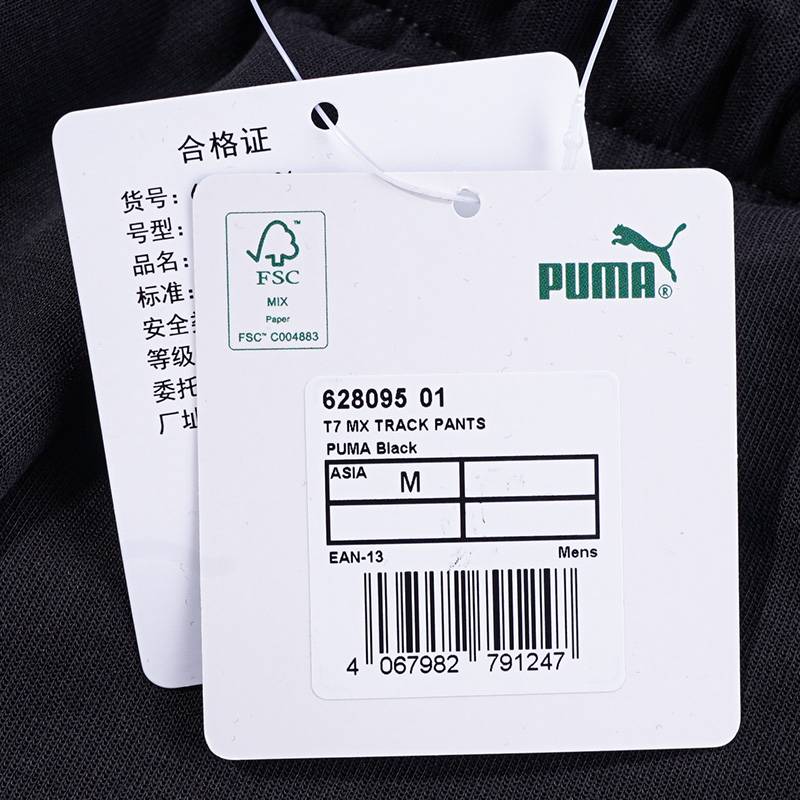 合格证
货号:
号型:
品名:
标准:
安全
等级
委托
厂址
FSC™
MIX
Paper
FSC™ C004883
PUMA®
628095 01
T7 MX TRACK PANTS
PUMA Black
ASIA M
EAN-13 Mens
4 067982 791247